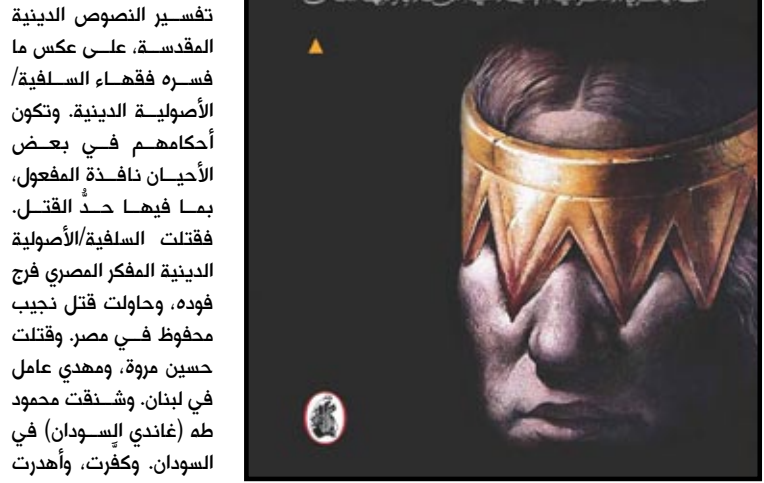 تفسير النصوص الدينية
المقدسة، على عكس ما
فسره فقهاء السلفية/
الأصولية الدينية. وتكون
أحكامهم في بعض
الأحيان نافذة المفعول،
بما فيها حدُّ القتل.
فقتلت السلفية/الأصولية
الدينية المفكر المصري فرج
فوده، وحاولت قتل نجيب
محفوظ في مصر. وقتلت
حسين مروة، ومهدي عامل
في لبنان. وشنقت محمود
طه (غاندي السودان) في
السودان. وكفَّرت، وأهدرت